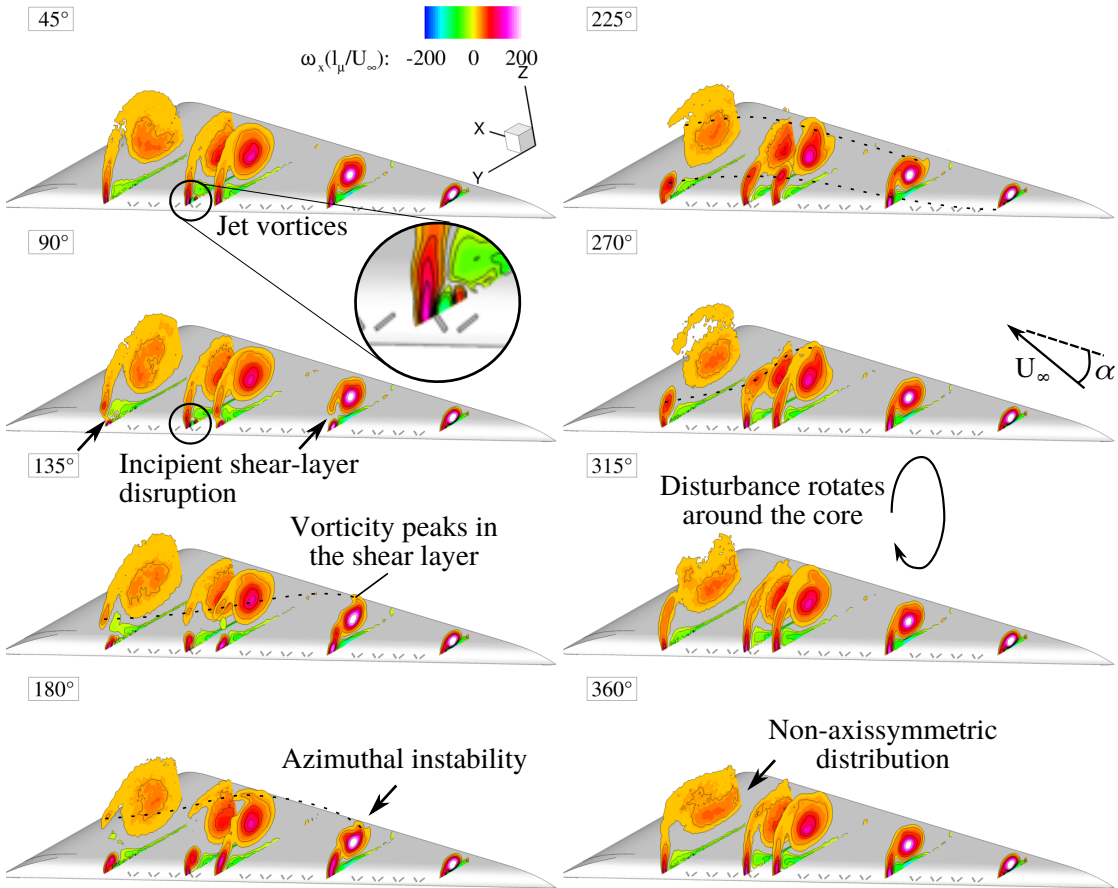 45°
225°
ω_x(l_μ/U_∞): -200 0 200
Z
X
Y
Jet vortices
90°
270°
U_∞
α
Incipient shear-layer
disruption
135°
315°
Disturbance rotates
around the core
Vorticity peaks in
the shear layer
180°
360°
Azimuthal instability
Non-axissymmetric
distribution